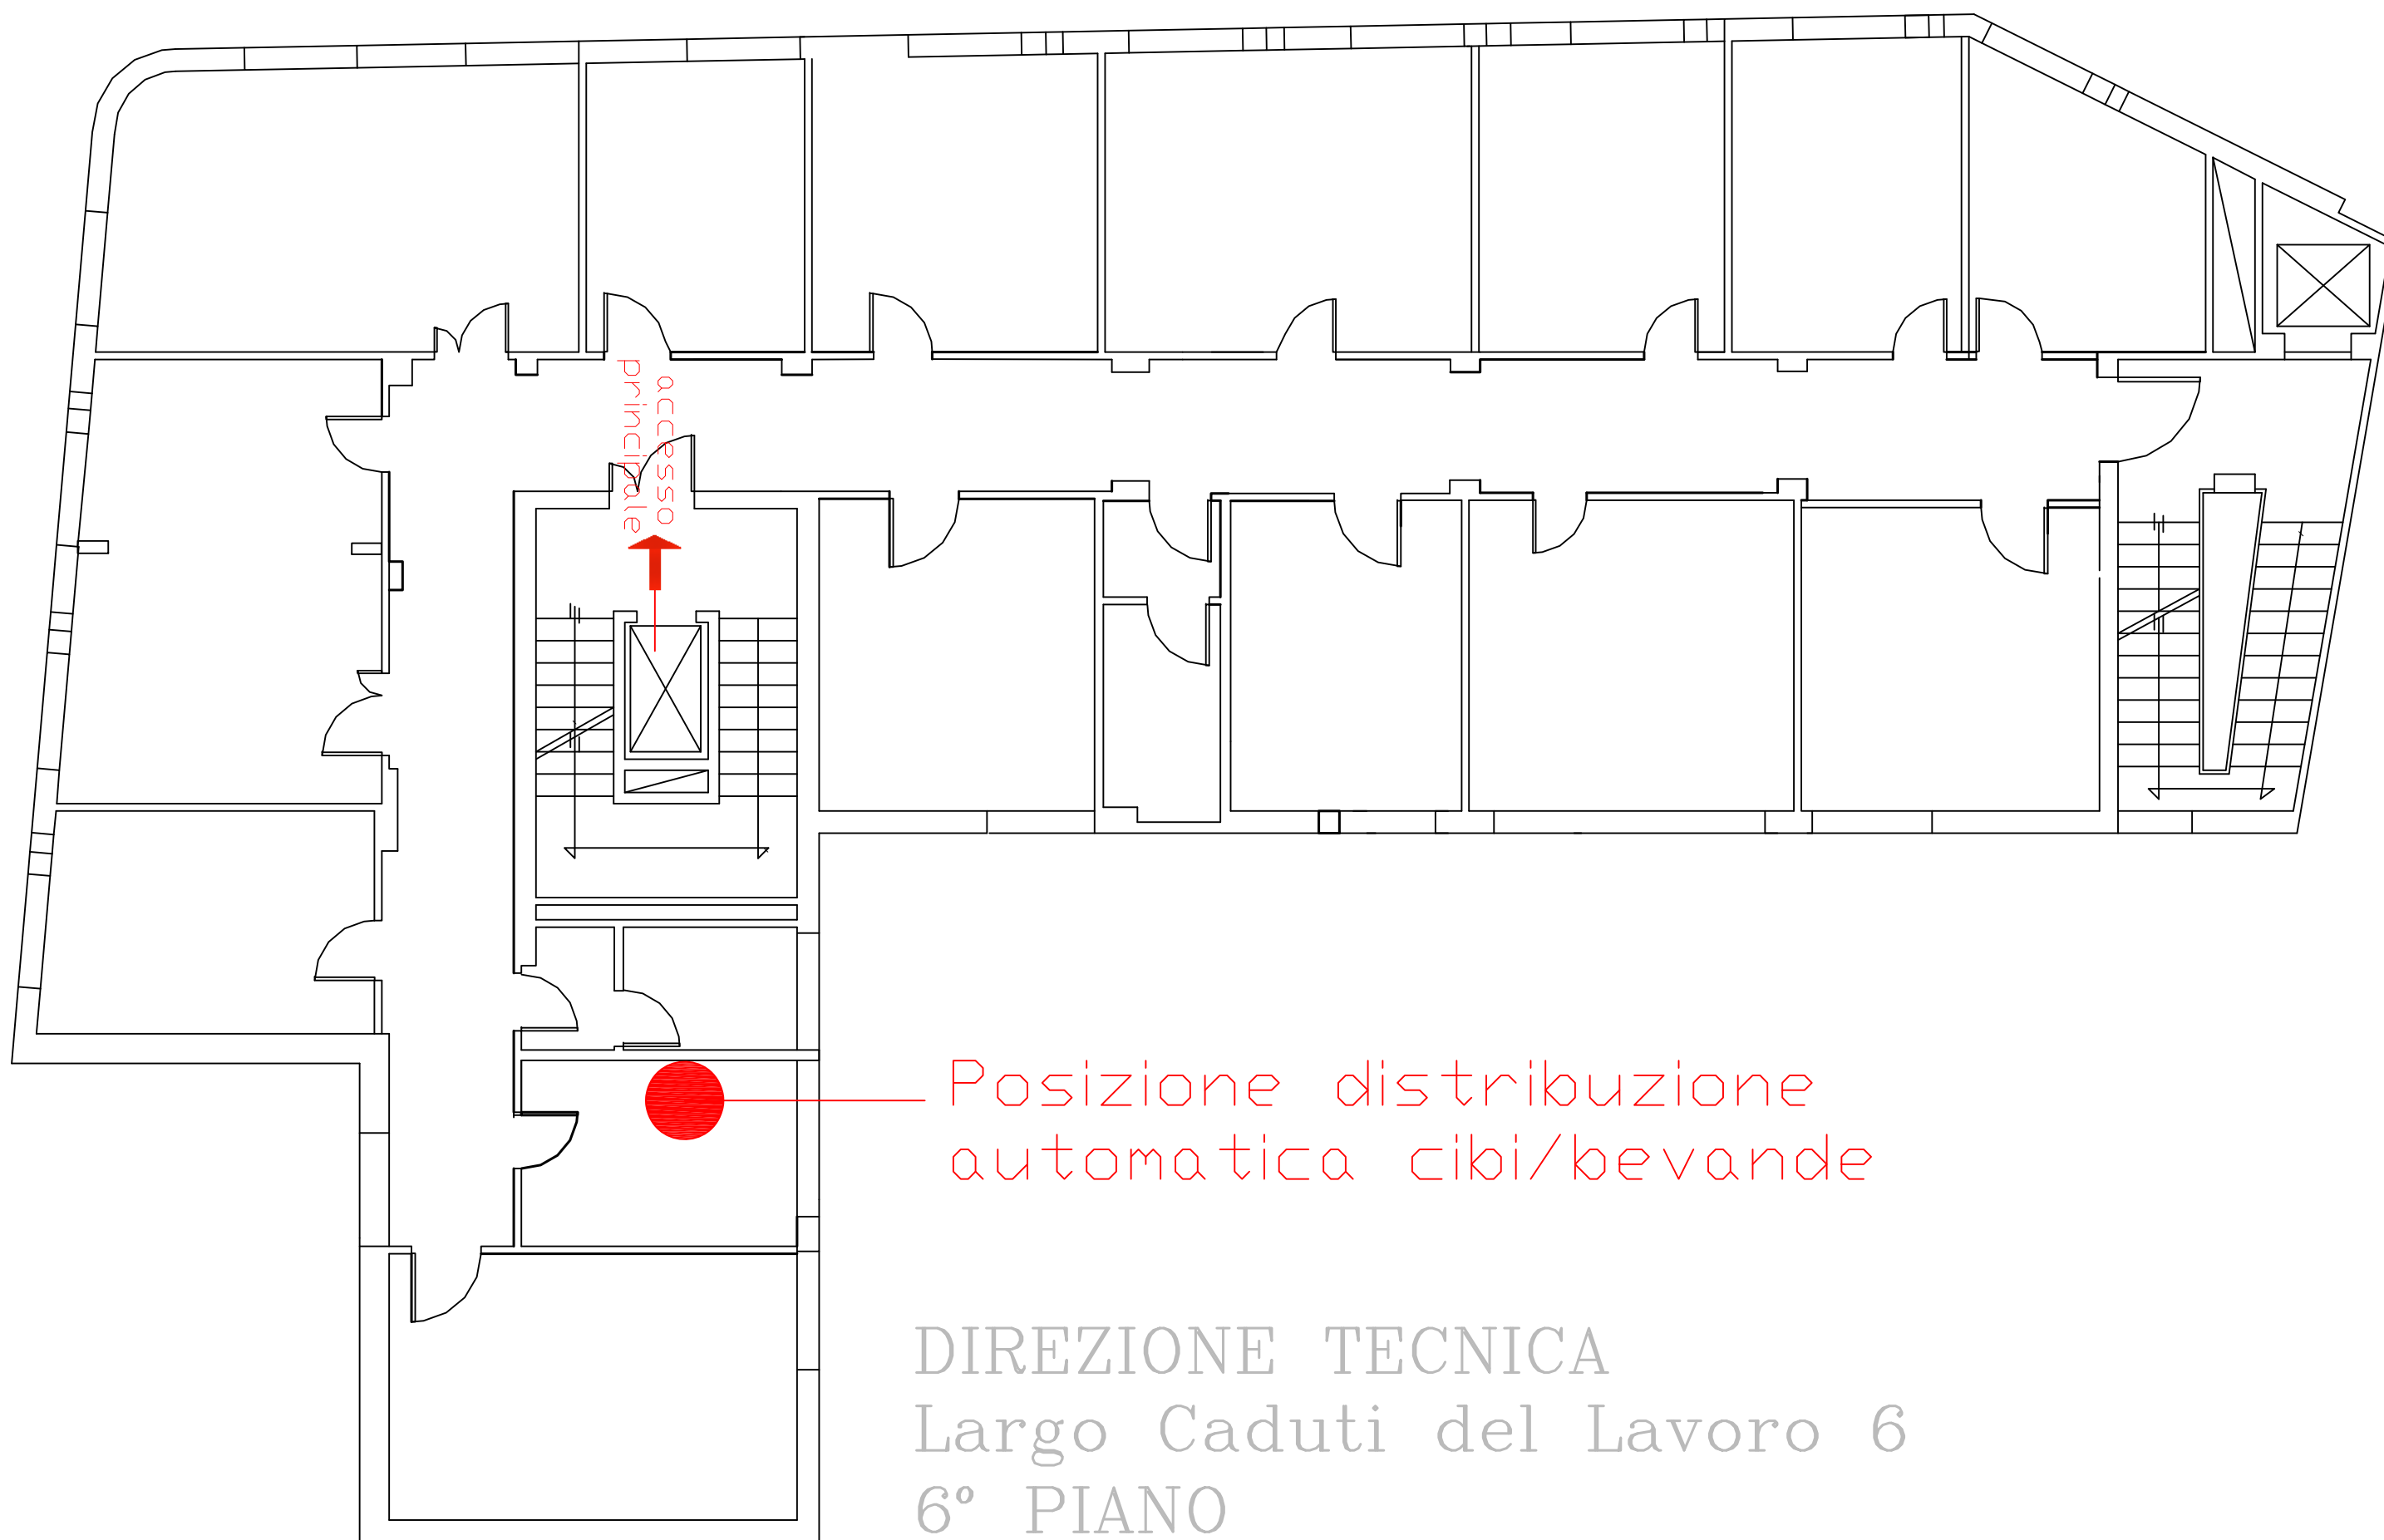 accesso
principale
Posizione distribuzione
automatica cibi/bevande
DIREZIONE TECNICA
Largo Caduti del Lavoro 6
6° PIANO